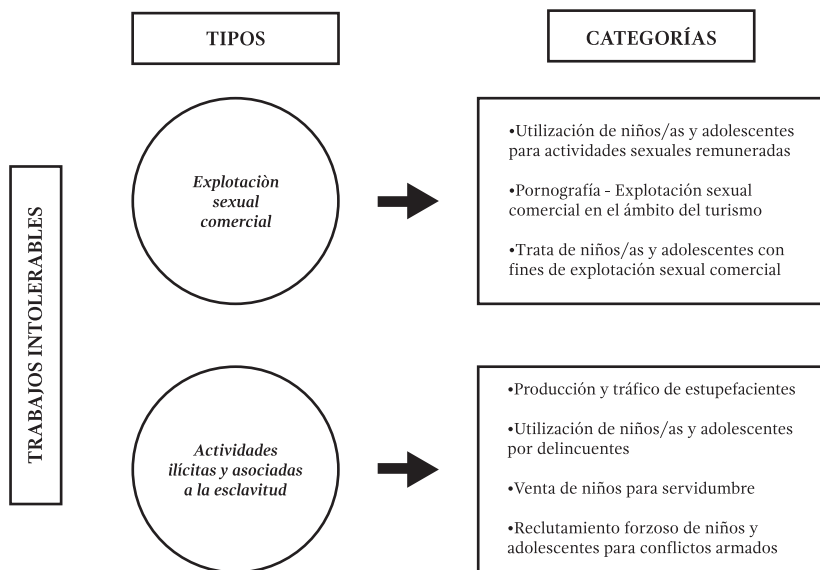 TIPOS
CATEGORÍAS
TRABAJOS INTOLERABLES
Explotaciòn
sexual
comercial
•Utilización de niños/as y adolescentes
para actividades sexuales remuneradas
•Pornografía - Explotación sexual
comercial en el ámbito del turismo
•Trata de niños/as y adolescentes con
fines de explotación sexual comercial
Actividades
ilícitas y asociadas
a la esclavitud
•Producción y tráfico de estupefacientes
•Utilización de niños/as y adolescentes
por delincuentes
•Venta de niños para servidumbre
•Reclutamiento forzoso de niños y
adolescentes para conflictos armados